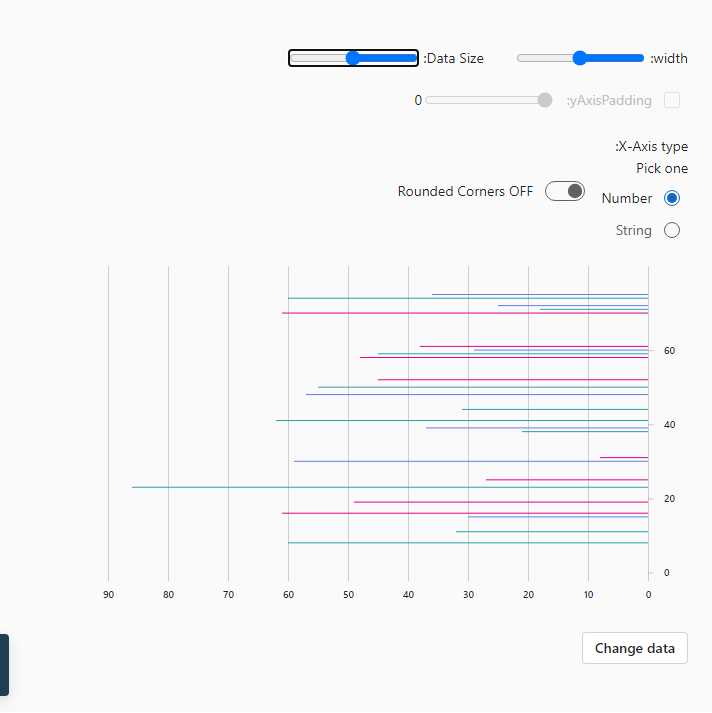 :width
:Data Size
:yAxisPadding
0
:X-Axis type
Pick one
Number
Rounded Corners OFF
String
60
40
20
0
90 80 70 60 50 40 30 20 10 0
Change data